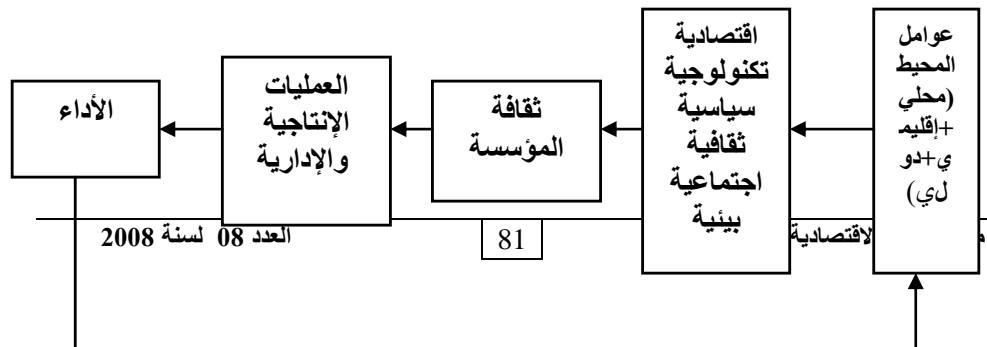 عوامل
المحيط
(محلي
+إقليم
ي+دو
لي)
اقتصادية
تكنولوجية
سياسية
ثقافية
اجتماعية
بيئية
ثقافة
المؤسسة
العمليات
الإنتاجية
والإدارية
الأداء
لاقتصادية
81
العدد 08 لسنة 2008